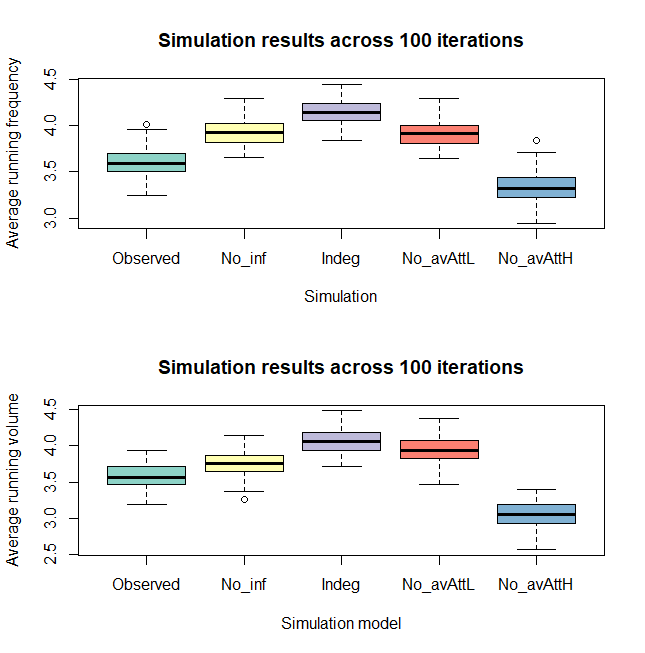 Simulation results across 100 iterations
Average running frequency
4.5
4.0
3.5
3.0
Observed No_inf Indeg No_avAttL No_avAttH
Simulation
Simulation results across 100 iterations
Average running volume
4.5
4.0
3.5
3.0
2.5
Observed No_inf Indeg No_avAttL No_avAttH
Simulation model